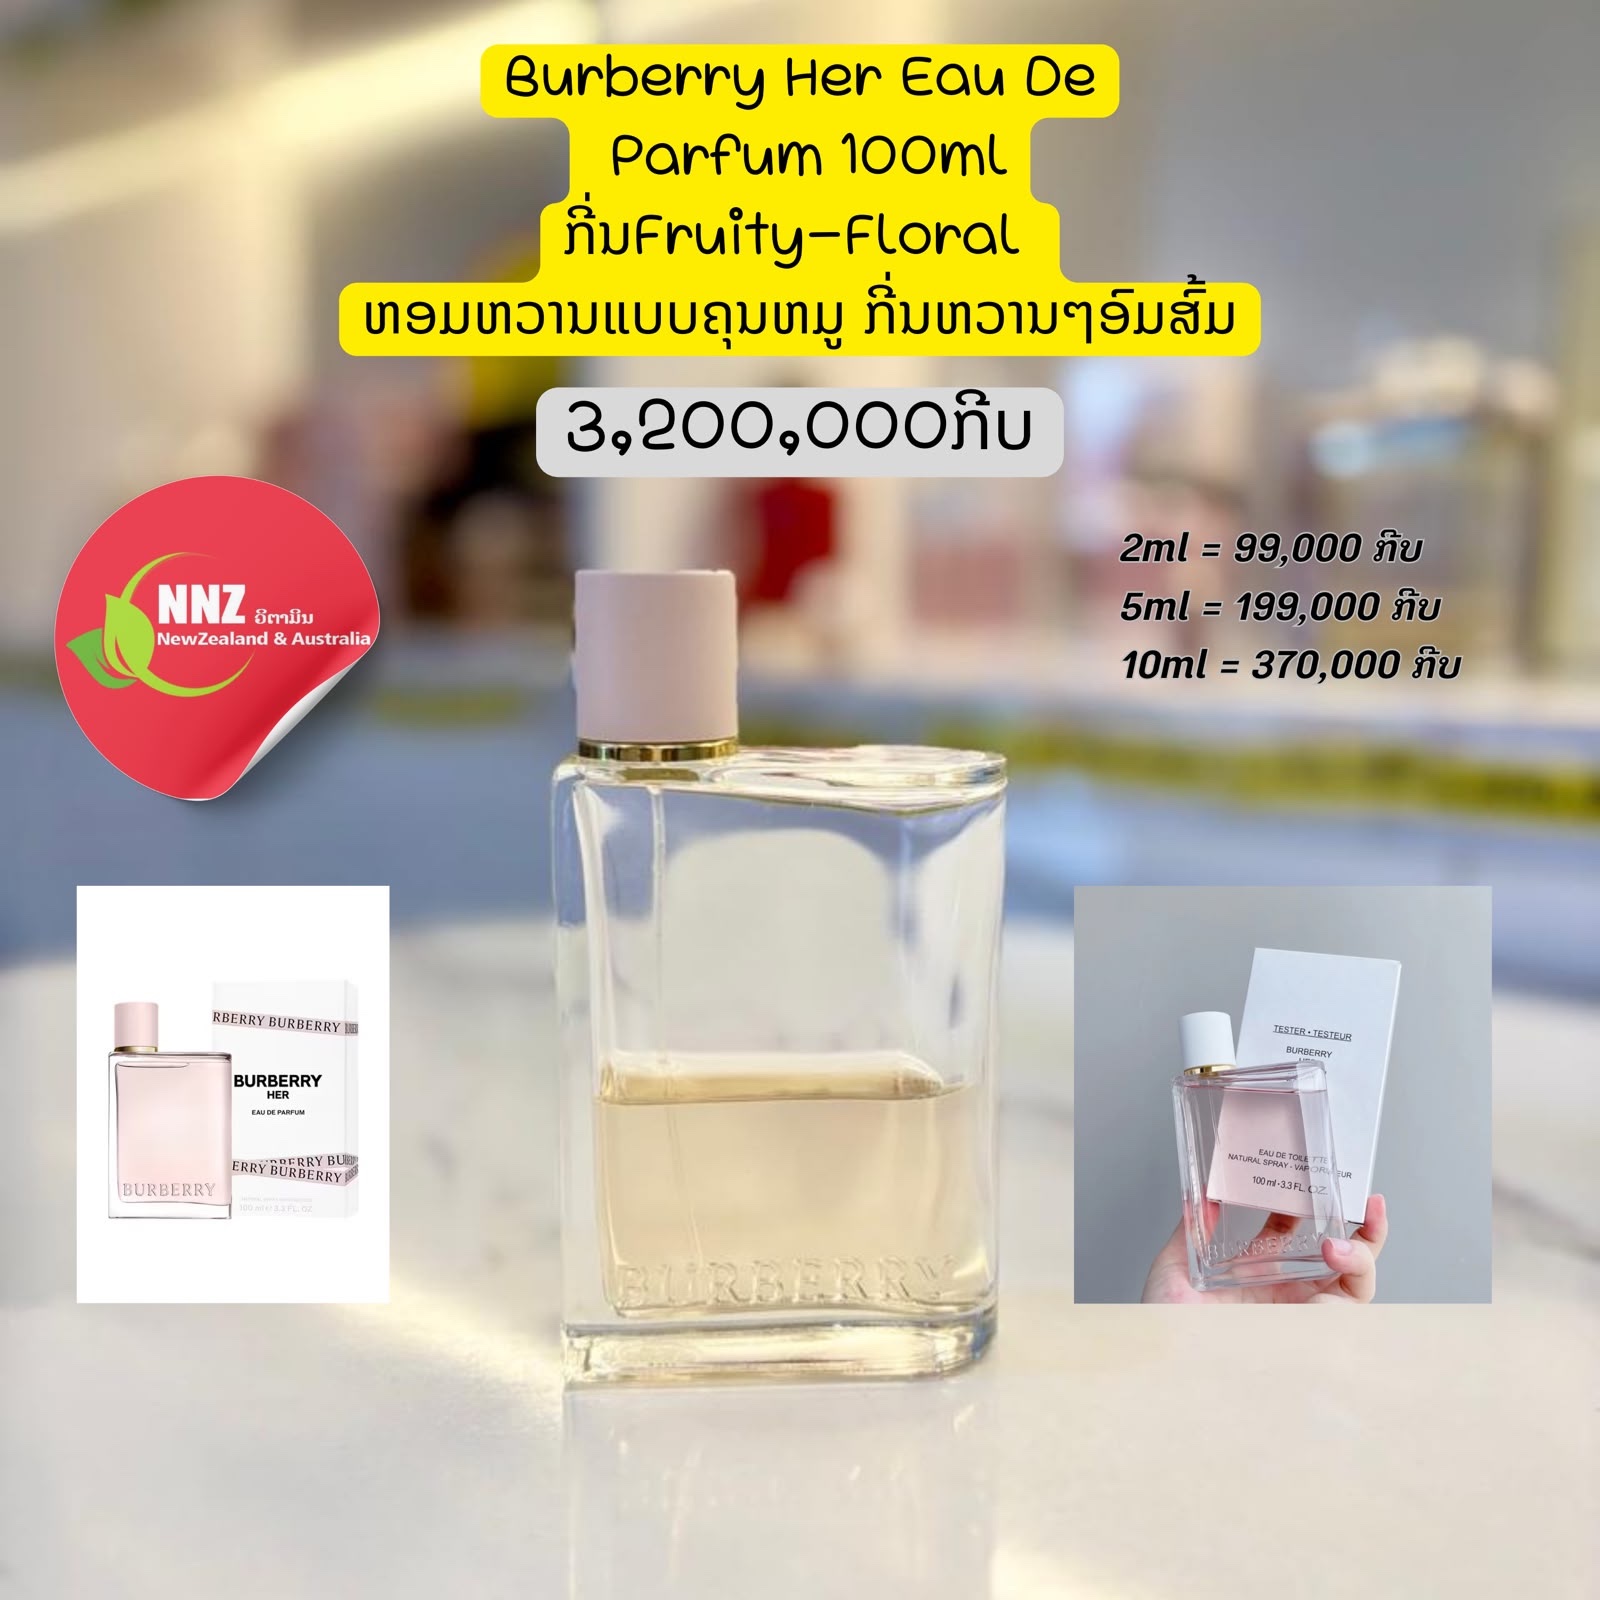 Burberry Her Eau De
Parfum 100ml
ກິ່ນFruity-Floral
ຫອມຫວານແບບຄຸນຫມູ ກິ່ນຫວານໆອົມສົ້ມ
3,200,000ກີບ
NNZ ວິຕາມິນ
NewZealand & Australia
2ml = 99,000 ກີບ
5ml = 199,000 ກີບ
10ml = 370,000 ກີບ
BURBERRY BURBERRY
BURBERRY
HER
EAU DE PARFUM
BURBERRY
100 ml e 3.3 FL. OZ.
BURBERRY
TESTER • TESTEUR
BURBERRY
HER
EAU DE TOILETTE
NATURAL SPRAY - VAPORISATEUR
100 ml • 3.3 FL. OZ
BURBERRY
BURBERRY